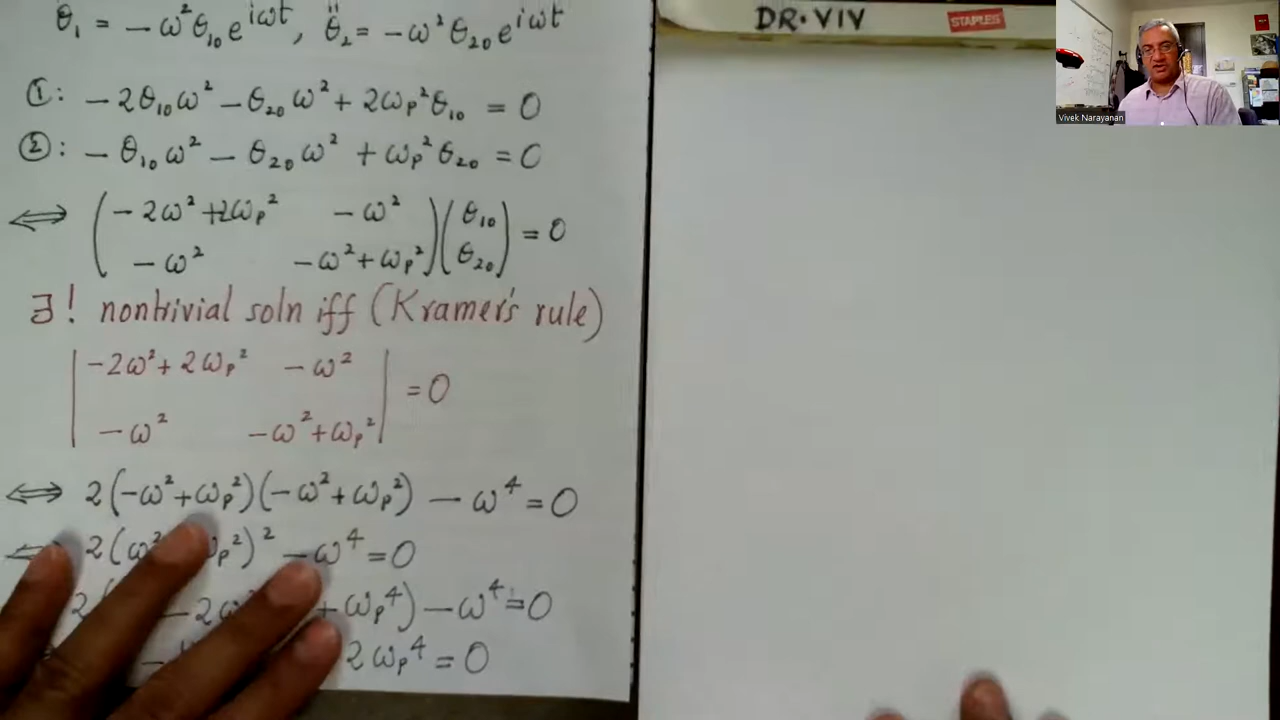 θ̈₁ = -ω²θ₁₀e^{iωt}, θ̈₂ = -ω²θ₂₀e^{iωt}
①: -2θ₁₀ω² - θ₂₀ω² + 2ωₚ²θ₁₀ = 0
②: -θ₁₀ω² - θ₂₀ω² + ωₚ²θ₂₀ = 0
⟺ ( -2ω² + 2ωₚ² -ω² ) ( θ₁₀ ) = 0
( -ω² -ω² + ωₚ² ) ( θ₂₀ )
∃! nontrivial soln iff (Kramer's rule)
| -2ω² + 2ωₚ² -ω² | = 0
| -ω² -ω² + ωₚ² |
⟺ 2(-ω² + ωₚ²)(-ω² + ωₚ²) - ω⁴ = 0
2(ω² ωₚ²)² - ω⁴ = 0
2( - 2ω² + ωₚ⁴) - ω⁴ = 0
2ωₚ⁴ = 0
DR. VIV
STAPLES
Vivek Narayanan